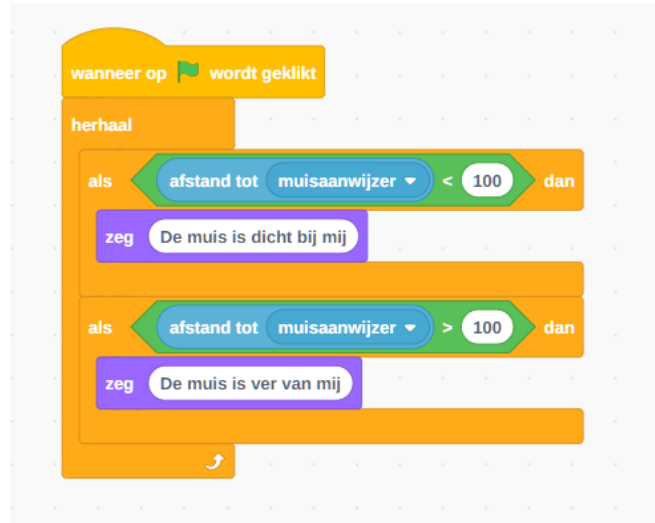 wanneer op wordt geklikt
herhaal
als afstand tot muisaanwijzer < 100 dan
zeg De muis is dicht bij mij
als afstand tot muisaanwijzer > 100 dan
zeg De muis is ver van mij